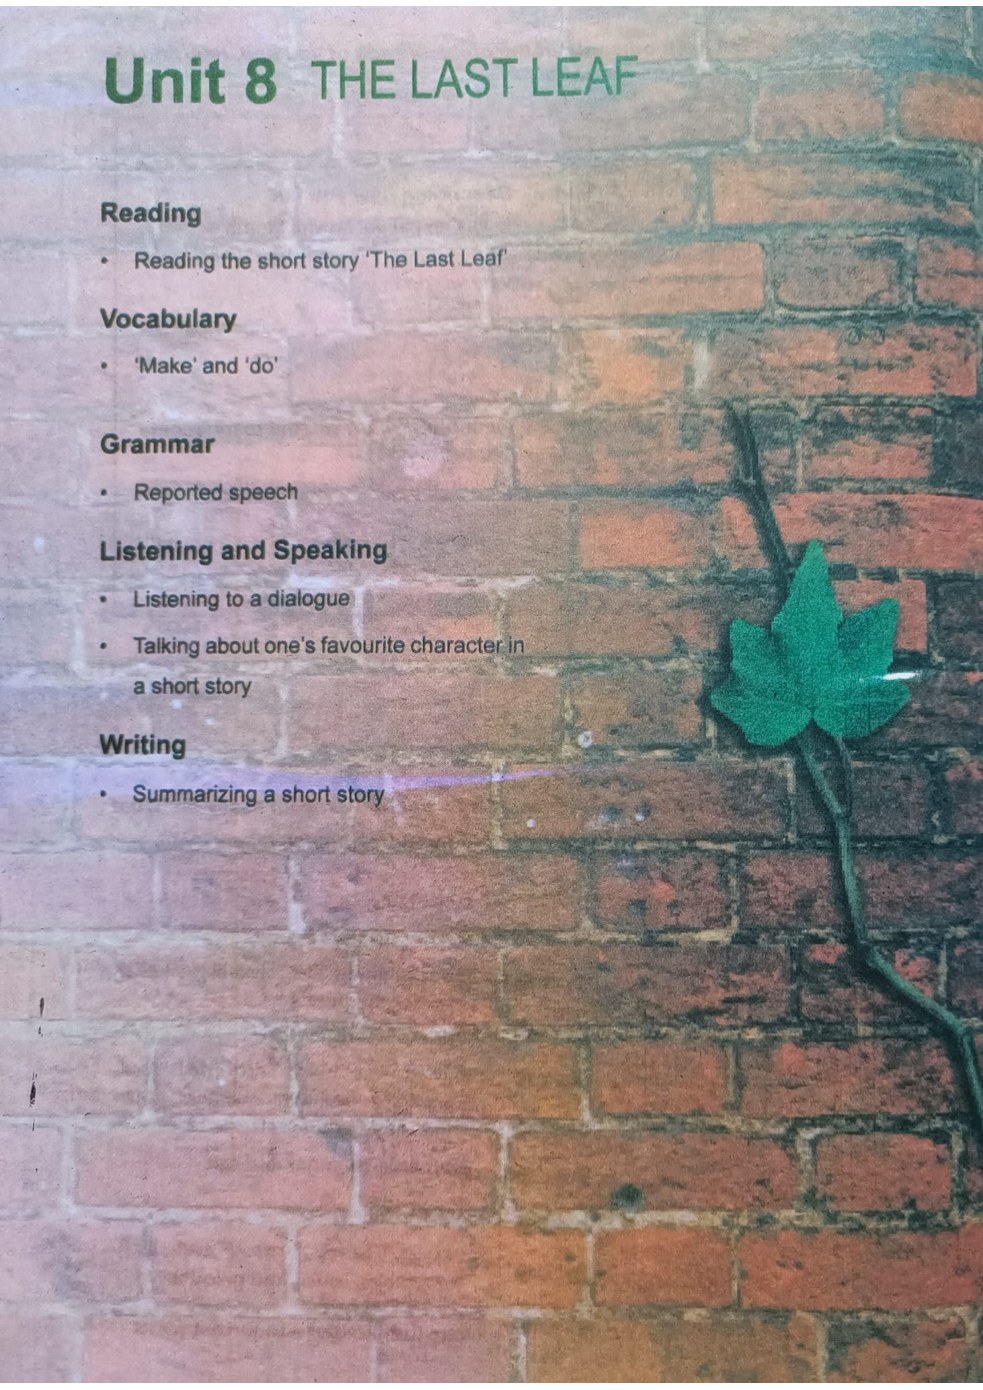 Unit 8 THE LAST LEAF
Reading
• Reading the short story 'The Last Leaf'
Vocabulary
• 'Make' and 'do'
Grammar
• Reported speech
Listening and Speaking
• Listening to a dialogue
• Talking about one's favourite character in
a short story
Writing
• Summarizing a short story